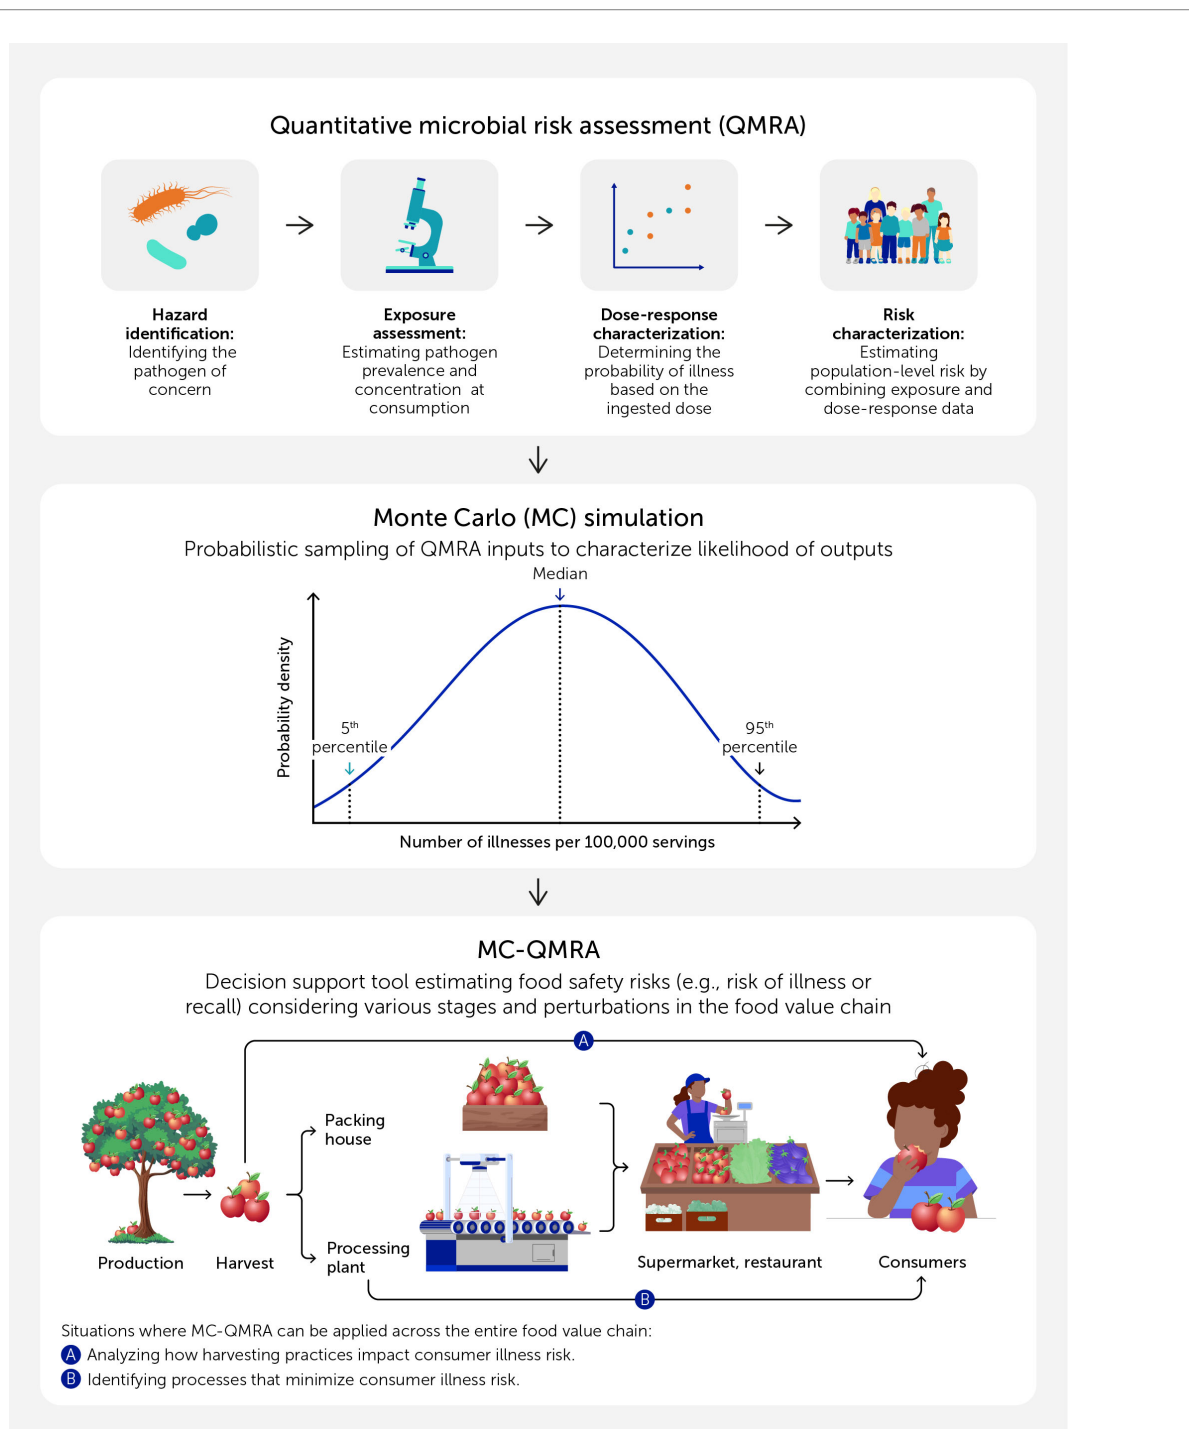 Quantitative microbial risk assessment (QMRA)
Hazard
identification:
Identifying the
pathogen of
concern
Exposure
assessment:
Estimating pathogen
prevalence and
concentration at
consumption
Dose-response
characterization:
Determining the
probability of illness
based on the
ingested dose
Risk
characterization:
Estimating
population-level risk by
combining exposure and
dose-response data
Monte Carlo (MC) simulation
Probabilistic sampling of QMRA inputs to characterize likelihood of outputs
Median
Probability density
5th
percentile
95th
percentile
Number of illnesses per 100,000 servings
MC-QMRA
Decision support tool estimating food safety risks (e.g., risk of illness or
recall) considering various stages and perturbations in the food value chain
A
Packing
house
Processing
plant
Production
Harvest
Supermarket, restaurant
Consumers
B
Situations where MC-QMRA can be applied across the entire food value chain:
A Analyzing how harvesting practices impact consumer illness risk.
B Identifying processes that minimize consumer illness risk.